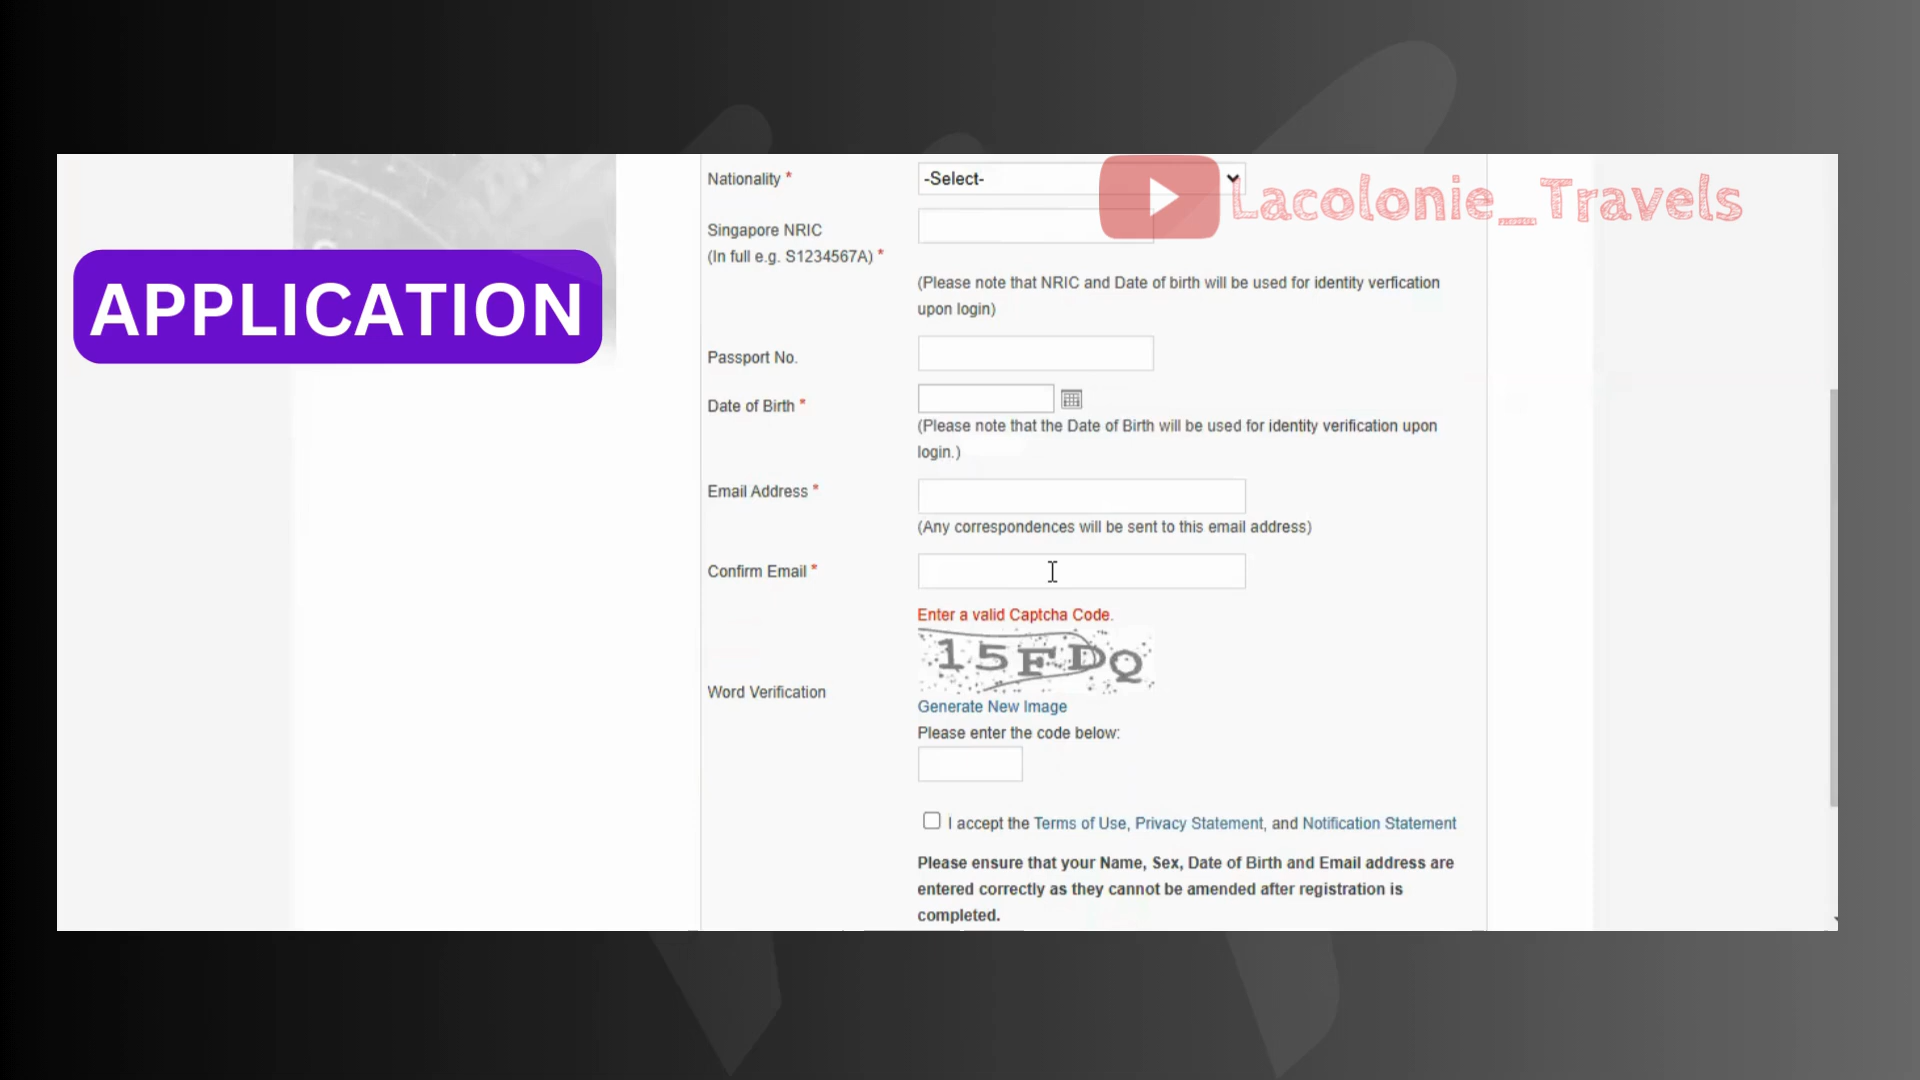 Nationality *
-Select-
Lacolonie_Travels
Singapore NRIC
(In full e.g. S1234567A) *
(Please note that NRIC and Date of birth will be used for identity verfication
upon login)
APPLICATION
Passport No.
Date of Birth *
(Please note that the Date of Birth will be used for identity verification upon
login.)
Email Address *
(Any correspondences will be sent to this email address)
Confirm Email *
Enter a valid Captcha Code.
15FDQ
Word Verification
Generate New Image
Please enter the code below:
I accept the Terms of Use, Privacy Statement, and Notification Statement
Please ensure that your Name, Sex, Date of Birth and Email address are
entered correctly as they cannot be amended after registration is
completed.